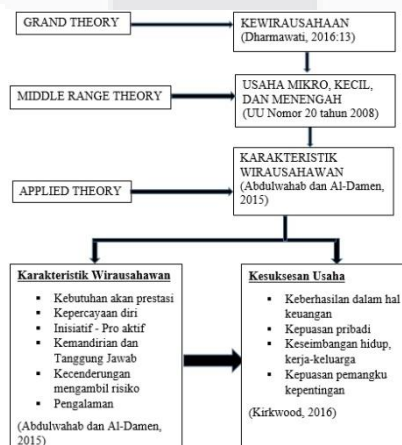 GRAND THEORY
KEWIRAUSAHAAN
(Dharmawati, 2016:13)
MIDDLE RANGE THEORY
USAHA MIKRO, KECIL,
DAN MENENGAH
(UU Nomor 20 tahun 2008)
APPLIED THEORY
KARAKTERISTIK
WIRAUSAHAWAN
(Abdulwahab dan Al-Damen,
2015)
Karakteristik Wirausahawan
▪ Kebutuhan akan prestasi
▪ Kepercayaan diri
▪ Inisiatif - Pro aktif
▪ Kemandirian dan
Tanggung Jawab
▪ Kecenderungan
mengambil risiko
▪ Pengalaman
(Abdulwahab dan Al-Damen,
2015)
Kesuksesan Usaha
▪ Keberhasilan dalam hal
keuangan
▪ Kepuasan pribadi
▪ Keseimbangan hidup,
kerja-keluarga
▪ Kepuasan pemangku
kepentingan
(Kirkwood, 2016)